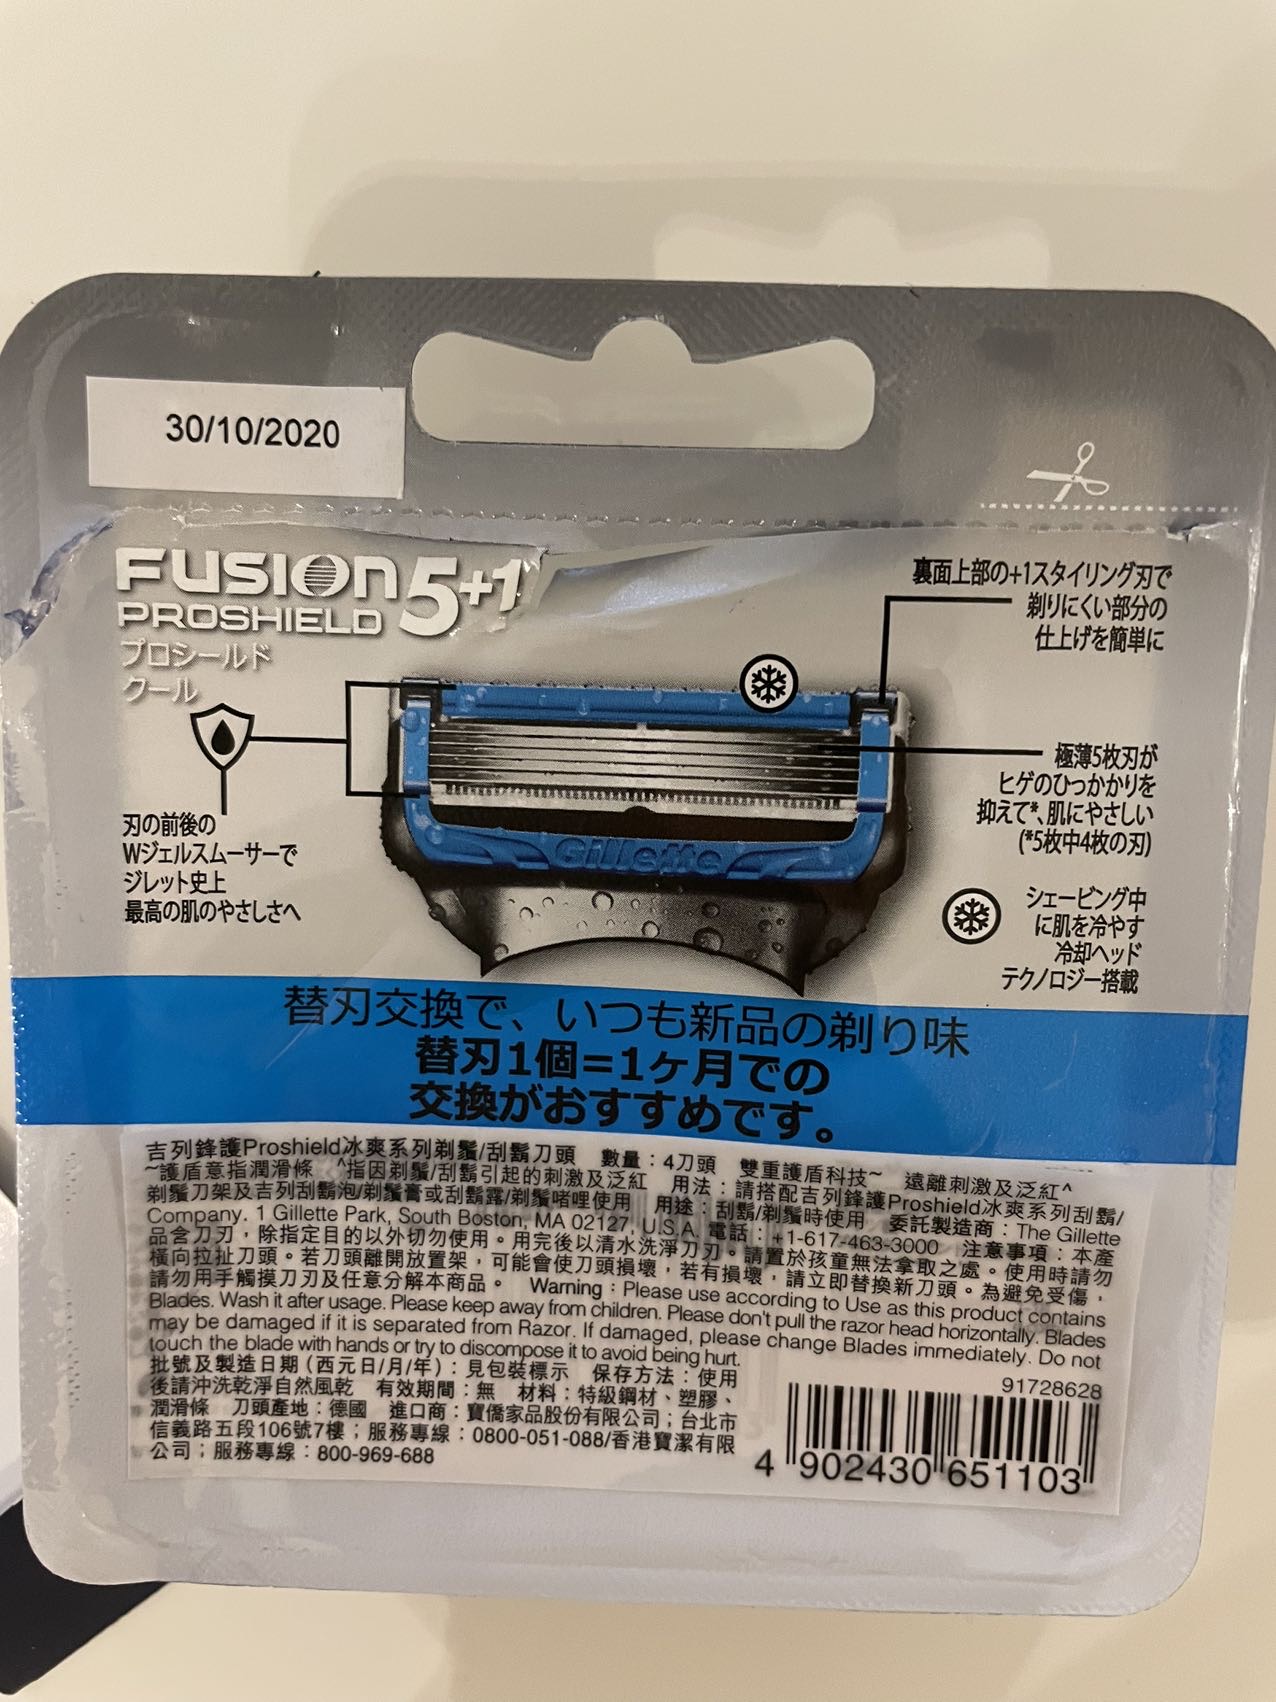 30/10/2020
FUSION 5+1
PROSHIELD
プロシールド
クール
裏面上部の+1スタイリング刃で
剃りにくい部分の
仕上げを簡単に
極薄5枚刃が
ヒゲのひっかかりを
抑えて*、肌にやさしい
(*5枚中4枚の刃)
刃の前後の
Wジェルスムーサーで
ジレット史上
最高の肌のやさしさへ
Gillette
シェービング中
に肌を冷やす
冷却ヘッド
テクノロジー搭載
替刃交換で、いつも新品の剃り味
替刃1個=1ヶ月での
交換がおすすめです。
吉列鋒護Proshield冰爽系列剃鬚/刮鬍刀頭 數量：4刀頭 雙重護盾科技~ 遠離刺激及泛紅^
~護盾意指潤滑條 ^指因剃鬚/刮鬍引起的刺激及泛紅 用法：請搭配吉列鋒護Proshield冰爽系列刮鬍/
剃鬚刀架及吉列刮鬍泡/剃鬚膏或刮鬍露/剃鬚啫哩使用 用途：刮鬍/剃鬚時使用 委託製造商：The Gillette
Company. 1 Gillette Park, South Boston, MA 02127, U.S.A. 電話：+1-617-463-3000 注意事項：本產
品含刀刃，除指定目的以外切勿使用。用完後以清水洗淨刀刃。請置於孩童無法拿取之處。使用時請勿
橫向拉扯刀頭。若刀頭離開放置架，可能會使刀頭損壞，若有損壞，請立即替換新刀頭。為避免受傷，
請勿用手觸摸刀刃及任意分解本商品。 Warning：Please use according to Use as this product contains
Blades. Wash it after usage. Please keep away from children. Please don't pull the razor head horizontally. Blades
may be damaged if it is separated from Razor. If damaged, please change Blades immediately. Do not
touch the blade with hands or try to discompose it to avoid being hurt.
批號及製造日期 (西元日/月/年)：見包裝標示 保存方法：使用
後請沖洗乾淨自然風乾 有效期間：無 材料：特級鋼材、塑膠、
潤滑條 刀頭產地：德國 進口商：寶僑家品股份有限公司；台北市
信義路五段106號7樓；服務專線：0800-051-088/香港寶潔有限
公司；服務專線：800-969-688
91728628
4 902430 651103